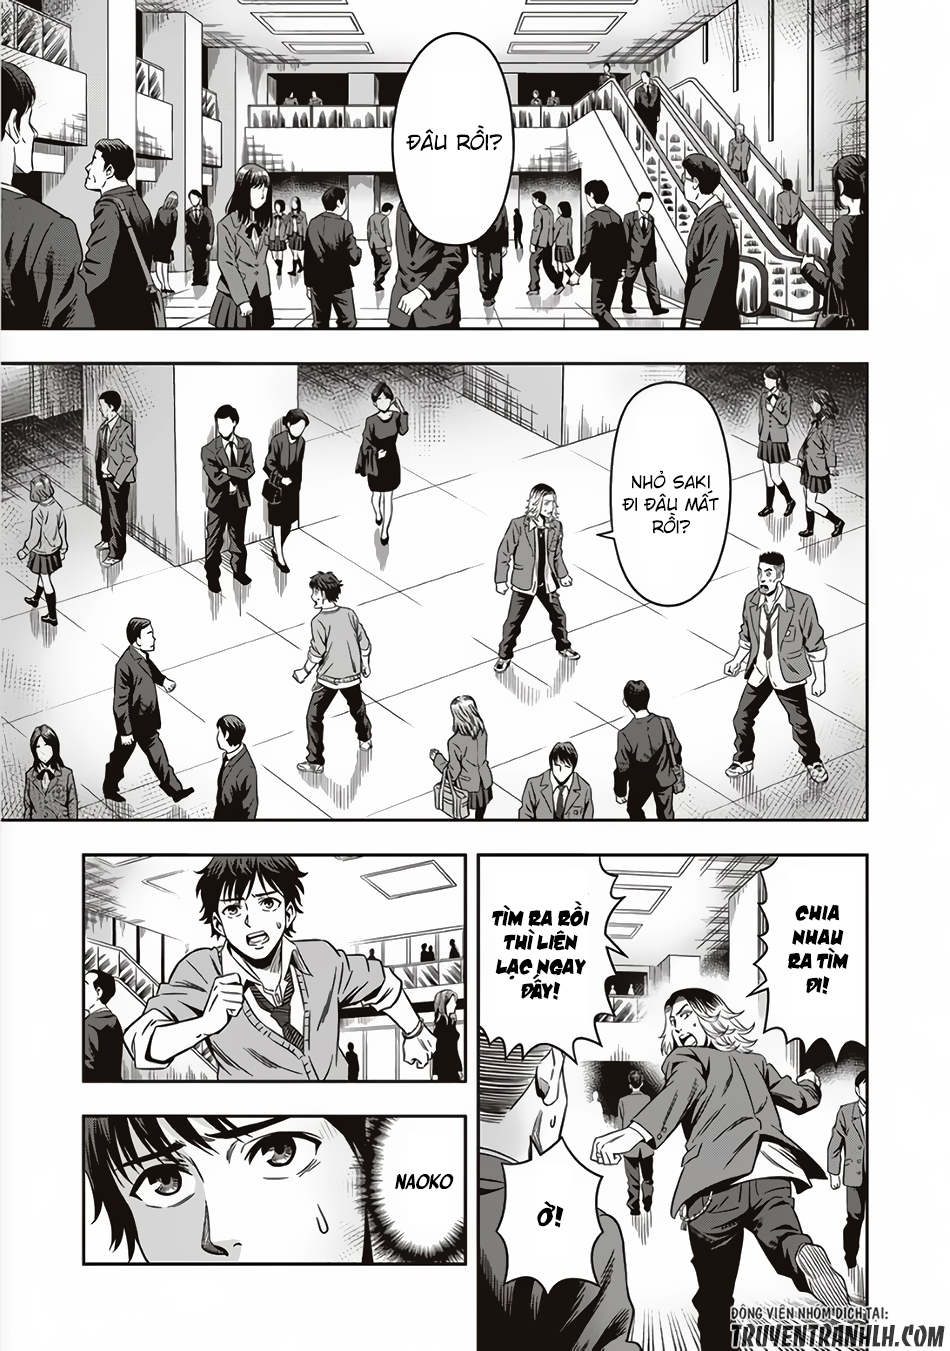 ĐÂU RỒI?
NHỎ SAKI
ĐI ĐÂU MẤT
RỒI?
CHIA
NHAU
RA TÌM
ĐI!
TÌM RA RỒI
THÌ LIÊN
LẠC NGAY
ĐẤY!
Ờ!
NAOKO
ĐỘNG VIÊN NHÓM DỊCH TẠI:
TRUYENTRANHLH.COM